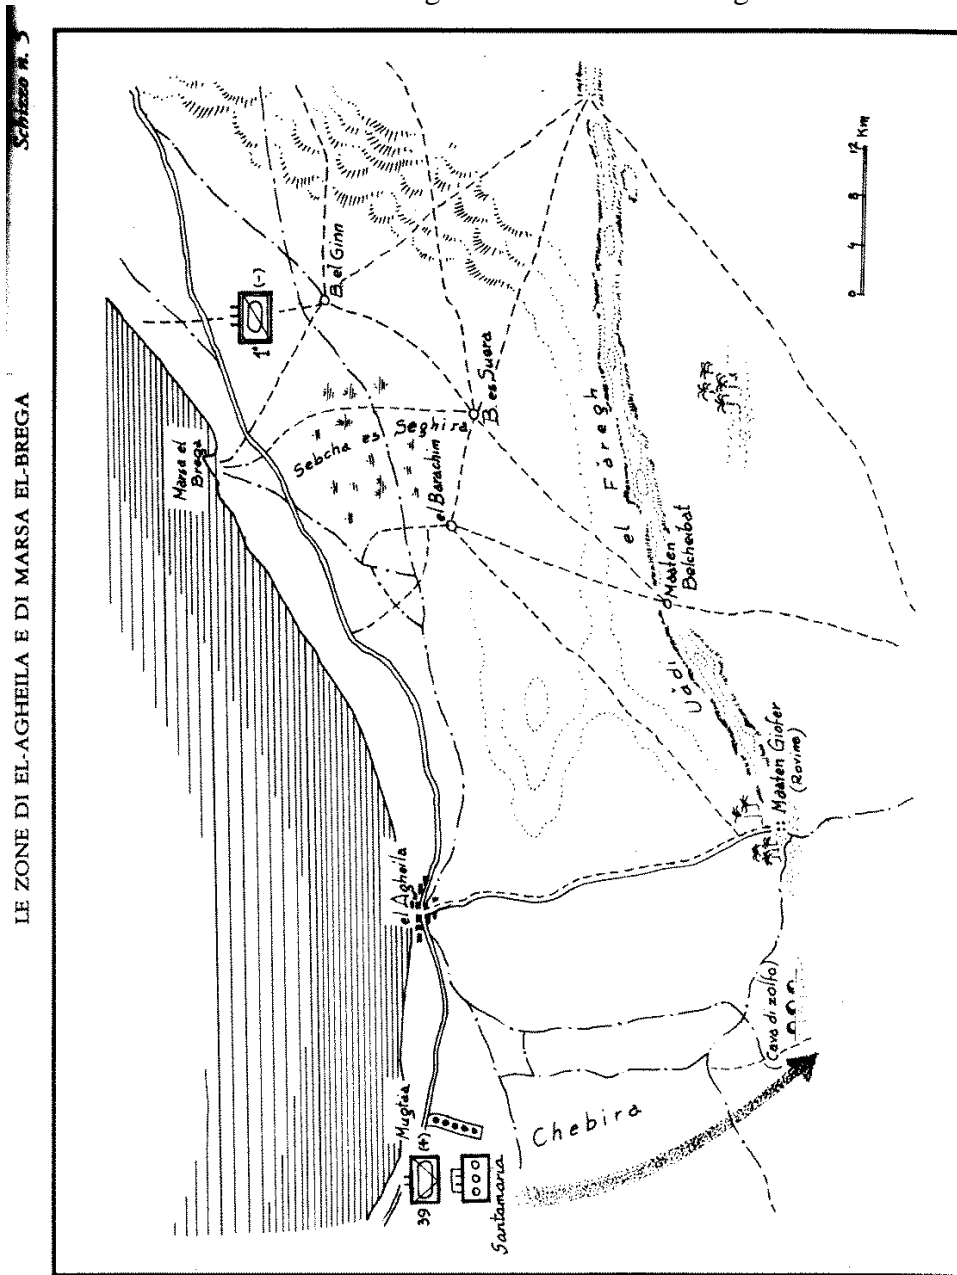 Schizzo n. 5
LE ZONE DI EL-AGHEILA E DI MARSA EL-BREGA
Marsa el
Brega
1°
(-)
B. el Ginn
Sebcha es Seghira
el Barachim
B. es Suera
Uadi el Faregh
Maaten
Belcheibat
Maaten Giofer
(Rovine)
el Agheila
Mugtaa
39
(+)
Santamaria
Chebira
(Cava di zolfo)
0 4 8 12 Km